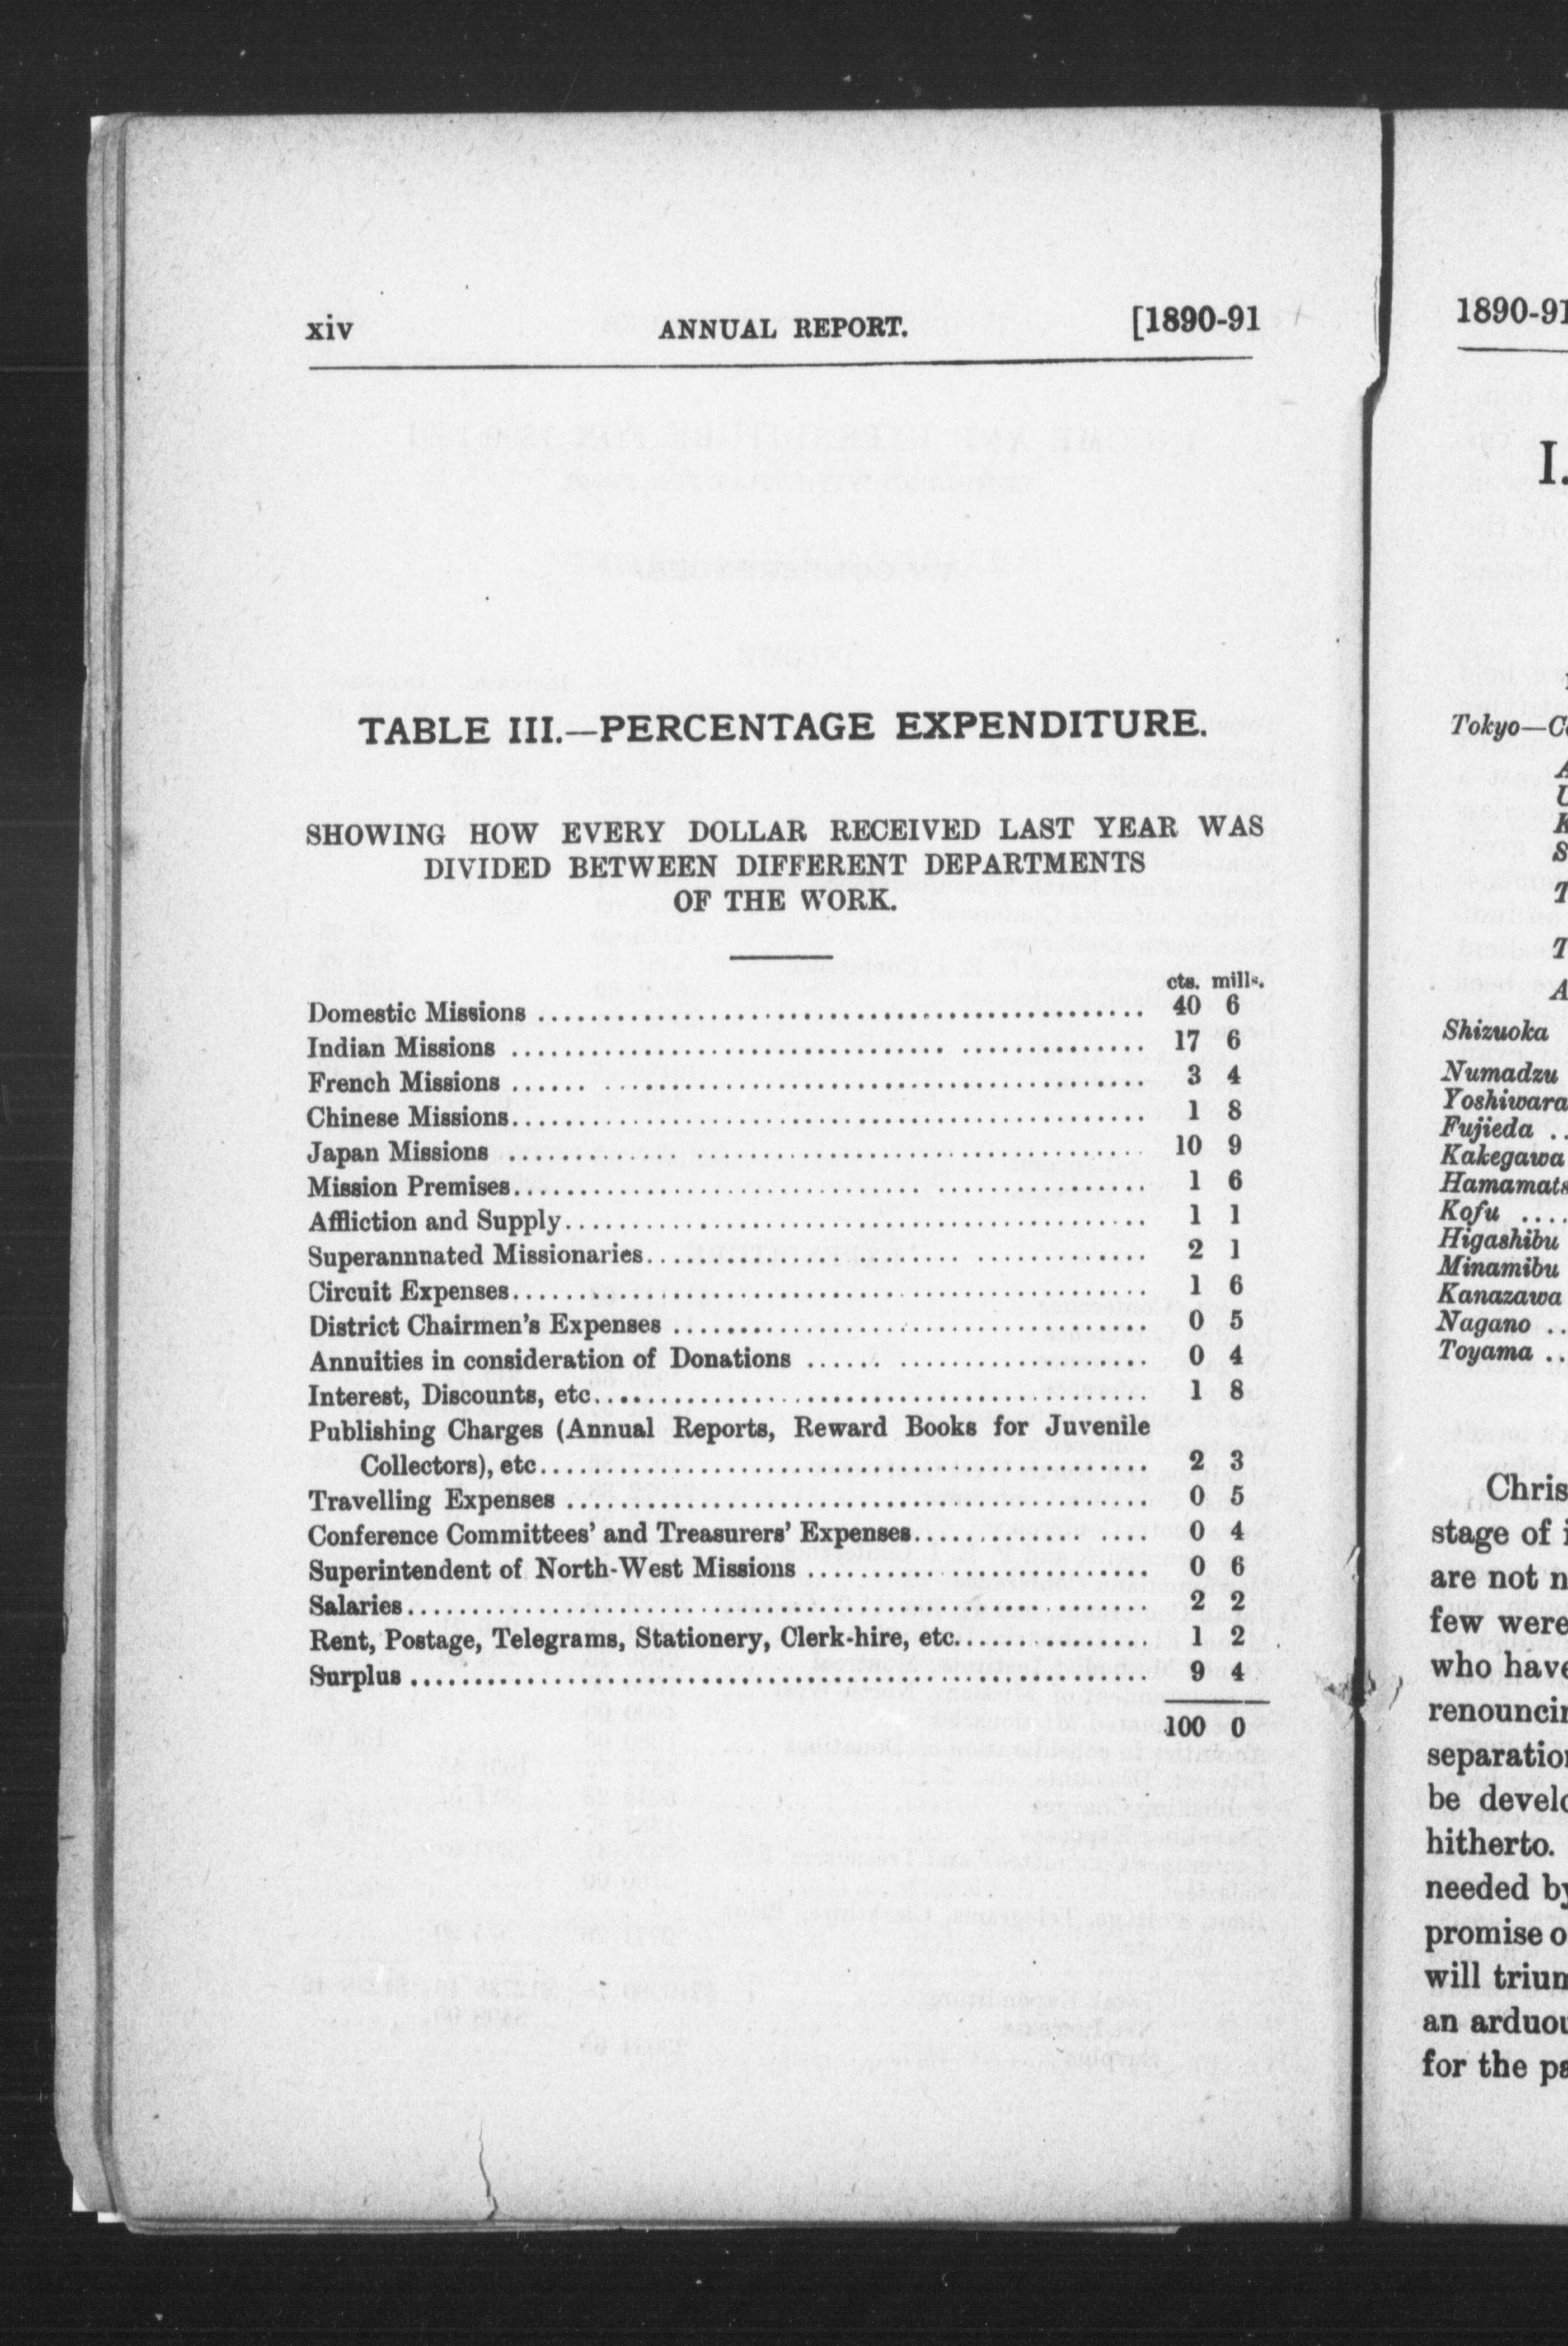 xiv ANNUAL REPORT. [1890-91
TABLE III.—PERCENTAGE EXPENDITURE.
SHOWING HOW EVERY DOLLAR RECEIVED LAST YEAR WAS
DIVIDED BETWEEN DIFFERENT DEPARTMENTS
OF THE WORK.
cts. mills.
Domestic Missions 40 6
Indian Missions 17 6
French Missions 3 4
Chinese Missions 1 8
Japan Missions 10 9
Mission Premises 1 6
Affliction and Supply 1 1
Superannnated Missionaries 2 1
Circuit Expenses 1 6
District Chairmen's Expenses 0 5
Annuities in consideration of Donations 0 4
Interest, Discounts, etc 1 8
Publishing Charges (Annual Reports, Reward Books for Juvenile
Collectors), etc 2 3
Travelling Expenses 0 5
Conference Committees' and Treasurers' Expenses 0 4
Superintendent of North-West Missions 0 6
Salaries 2 2
Rent, Postage, Telegrams, Stationery, Clerk-hire, etc. 1 2
Surplus 9 4
100 0
1890-91
I.
Tokyo—
Shizuoka
Numadzu
Yoshiwara
Fujieda
Kakegawa
Kofu
Higashibu
Minamibu
Kanazawa
Nagano
Toyama
stage of
are not
few were
who have
be
hitherto.
needed
promise
will
an
for the